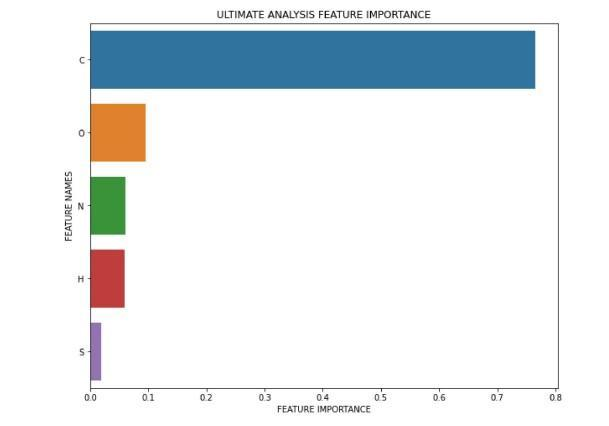 ULTIMATE ANALYSIS FEATURE IMPORTANCE
FEATURE NAMES
C
O
N
H
S
0.0 0.1 0.2 0.3 0.4 0.5 0.6 0.7 0.8
FEATURE IMPORTANCE